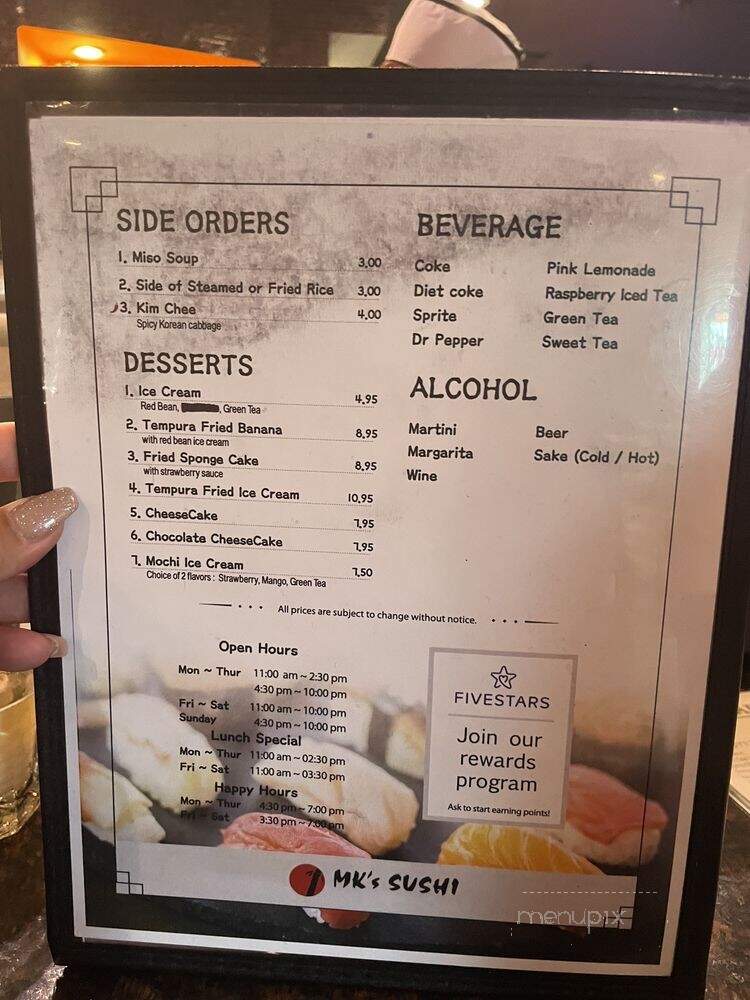 SIDE ORDERS
1. Miso Soup 3.00
2. Side of Steamed or Fried Rice 3.00
3. Kim Chee 4.00
Spicy Korean cabbage
DESSERTS
1. Ice Cream 4.95
Red Bean, , Green Tea
2. Tempura Fried Banana 8.95
with red bean ice cream
3. Fried Sponge Cake 8.95
with strawberry sauce
4. Tempura Fried Ice Cream 10.95
5. CheeseCake 7.95
6. Chocolate CheeseCake 7.95
7. Mochi Ice Cream 7.50
Choice of 2 flavors : Strawberry, Mango, Green Tea
BEVERAGE
Coke Pink Lemonade
Diet coke Raspberry Iced Tea
Sprite Green Tea
Dr Pepper Sweet Tea
ALCOHOL
Martini Beer
Margarita Sake (Cold / Hot)
Wine
All prices are subject to change without notice.
Open Hours
Mon ~ Thur 11:00 am ~ 2:30 pm
4:30 pm ~ 10:00 pm
Fri ~ Sat 11:00 am ~ 10:00 pm
Sunday 4:30 pm ~ 10:00 pm
Lunch Special
Mon ~ Thur 11:00 am ~ 02:30 pm
Fri ~ Sat 11:00 am ~ 03:30 pm
Happy Hours
Mon ~ Thur 4:30 pm ~ 7:00 pm
Fri ~ Sat 3:30 pm ~ 7:00 pm
FIVESTARS
Join our
rewards
program
Ask to start earning points!
MK's SUSHI
menupix